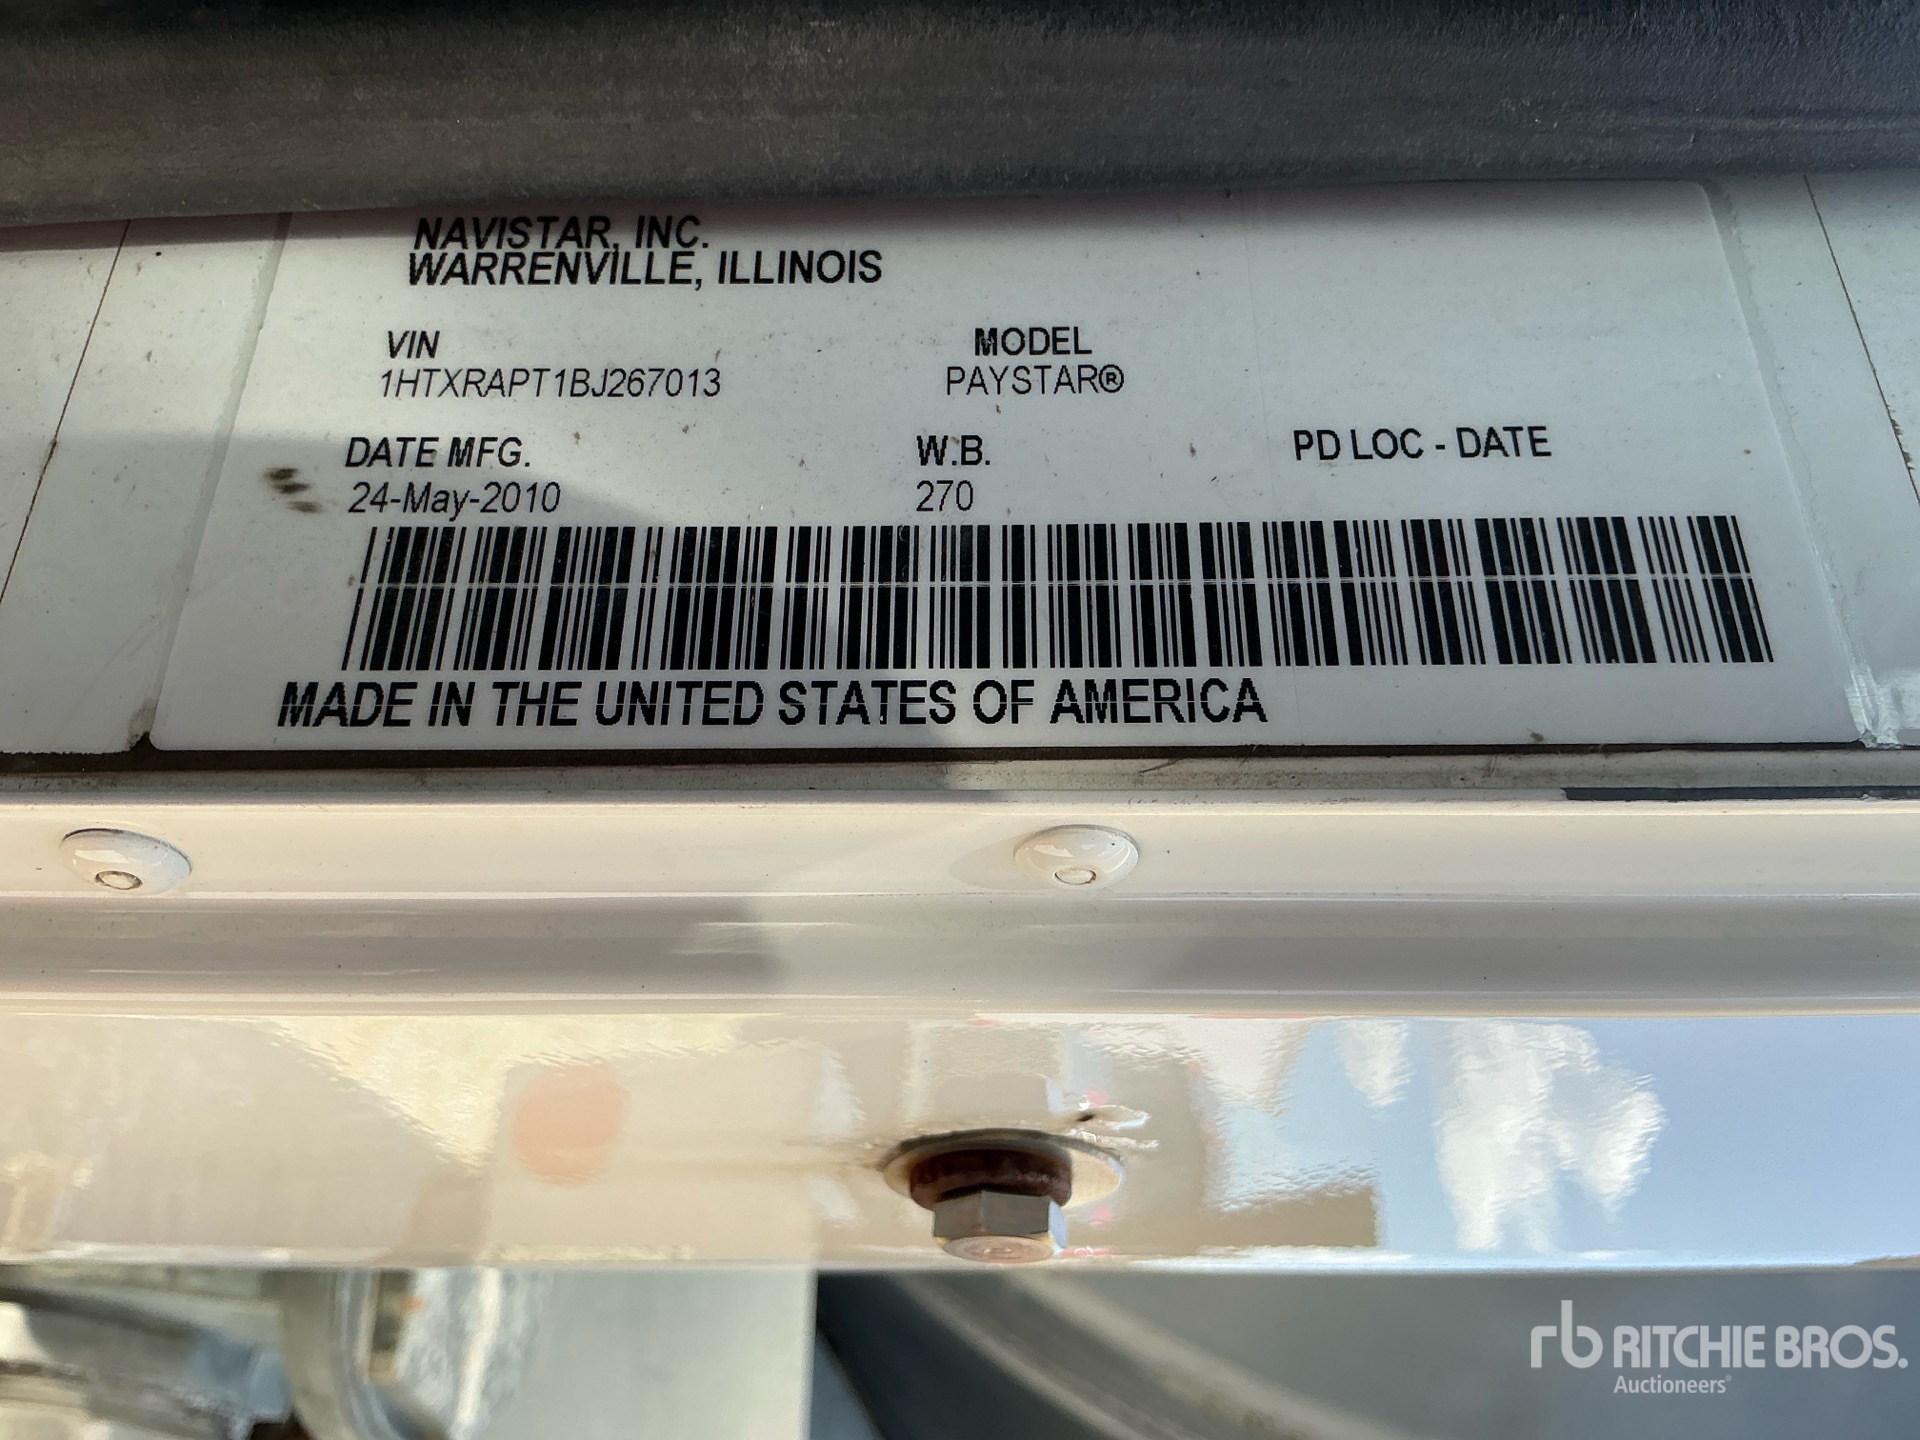 NAVISTAR, INC.
WARRENVILLE, ILLINOIS
VIN MODEL
1HTXRAPT1BJ267013 PAYSTAR®
DATE MFG. W.B. PD LOC - DATE
24-May-2010 270
MADE IN THE UNITED STATES OF AMERICA
rb RITCHIE BROS.
Auctioneers®